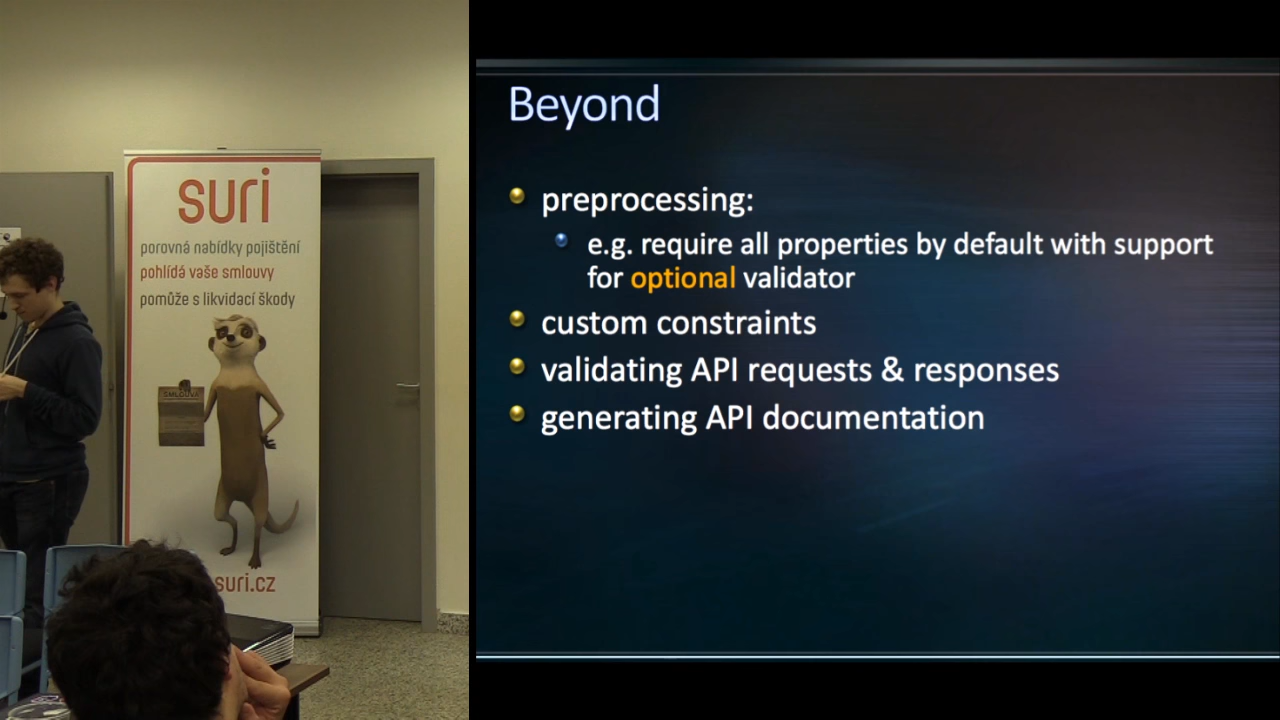 suri
porovná nabídky pojištění
pohlídá vaše smlouvy
pomůže s likvidací škody
SMLOUVA
suri.cz
Beyond
preprocessing:
e.g. require all properties by default with support
for optional validator
custom constraints
validating API requests & responses
generating API documentation